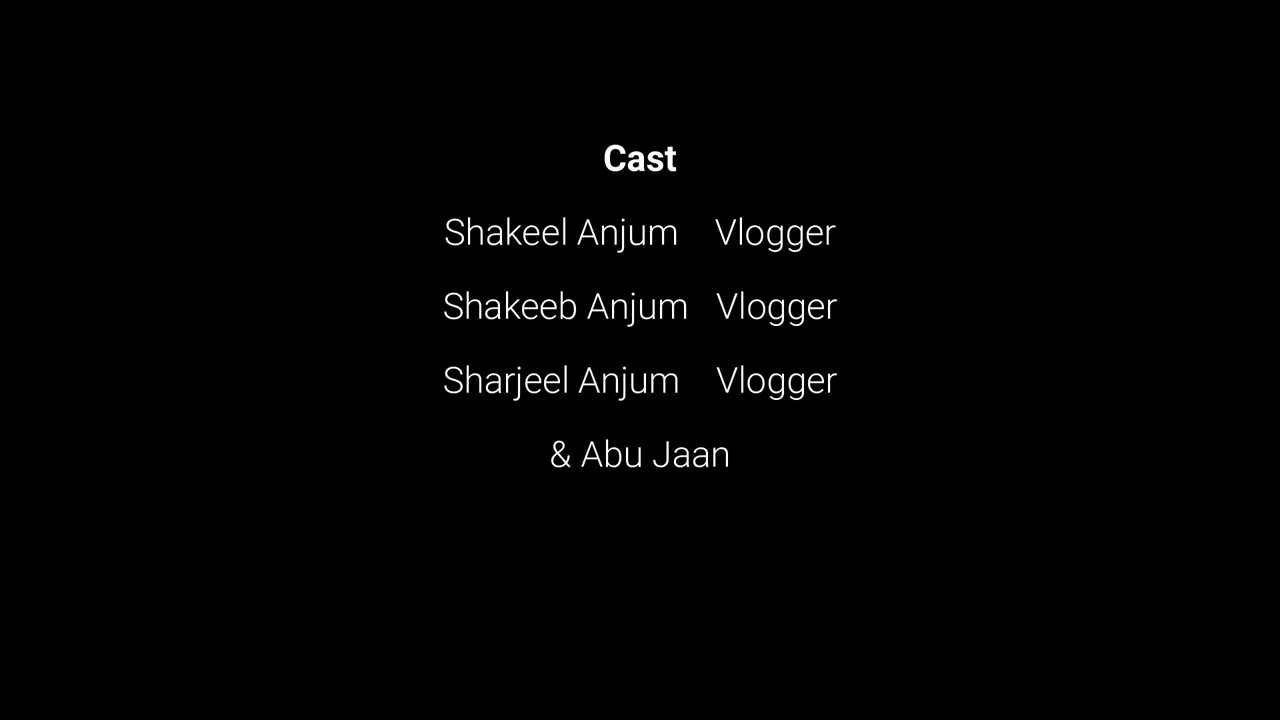 Cast
Shakeel Anjum Vlogger
Shakeeb Anjum Vlogger
Sharjeel Anjum Vlogger
& Abu Jaan